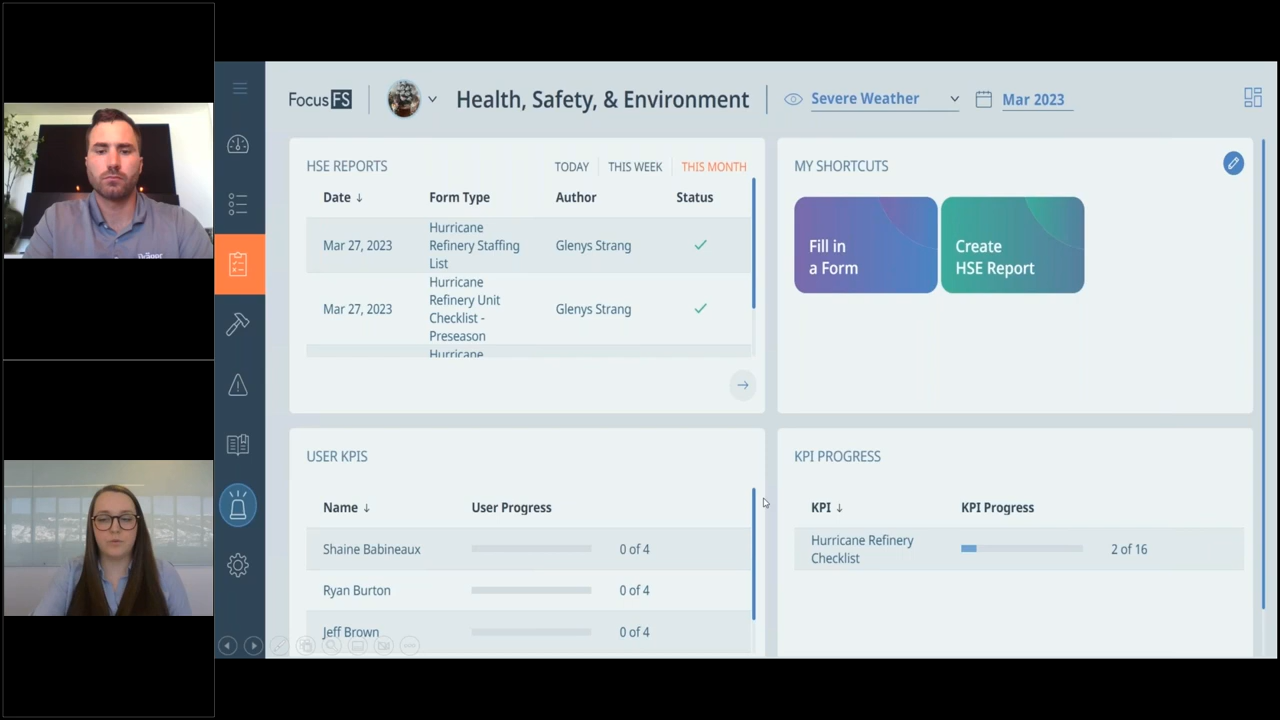 FocusFS
Health, Safety, & Environment
Severe Weather
Mar 2023
HSE REPORTS
TODAY
THIS WEEK
THIS MONTH
Date ↓
Form Type
Author
Status
Mar 27, 2023
Hurricane
Refinery Staffing
List
Glenys Strang
Mar 27, 2023
Hurricane
Refinery Unit
Checklist -
Preseason
Glenys Strang
Hurricane
MY SHORTCUTS
Fill in
a Form
Create
HSE Report
USER KPIS
Name ↓
User Progress
Shaine Babineaux
0 of 4
Ryan Burton
0 of 4
Jeff Brown
0 of 4
KPI PROGRESS
KPI ↓
KPI Progress
Hurricane Refinery
Checklist
2 of 16